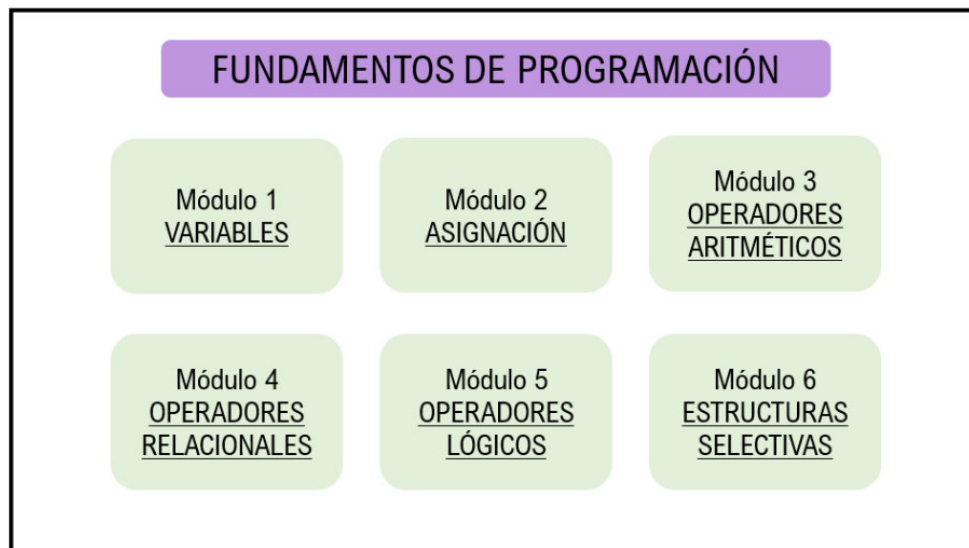 FUNDAMENTOS DE PROGRAMACIÓN
Módulo 1
VARIABLES
Módulo 2
ASIGNACIÓN
Módulo 3
OPERADORES
ARITMÉTICOS
Módulo 4
OPERADORES
RELACIONALES
Módulo 5
OPERADORES
LÓGICOS
Módulo 6
ESTRUCTURAS
SELECTIVAS